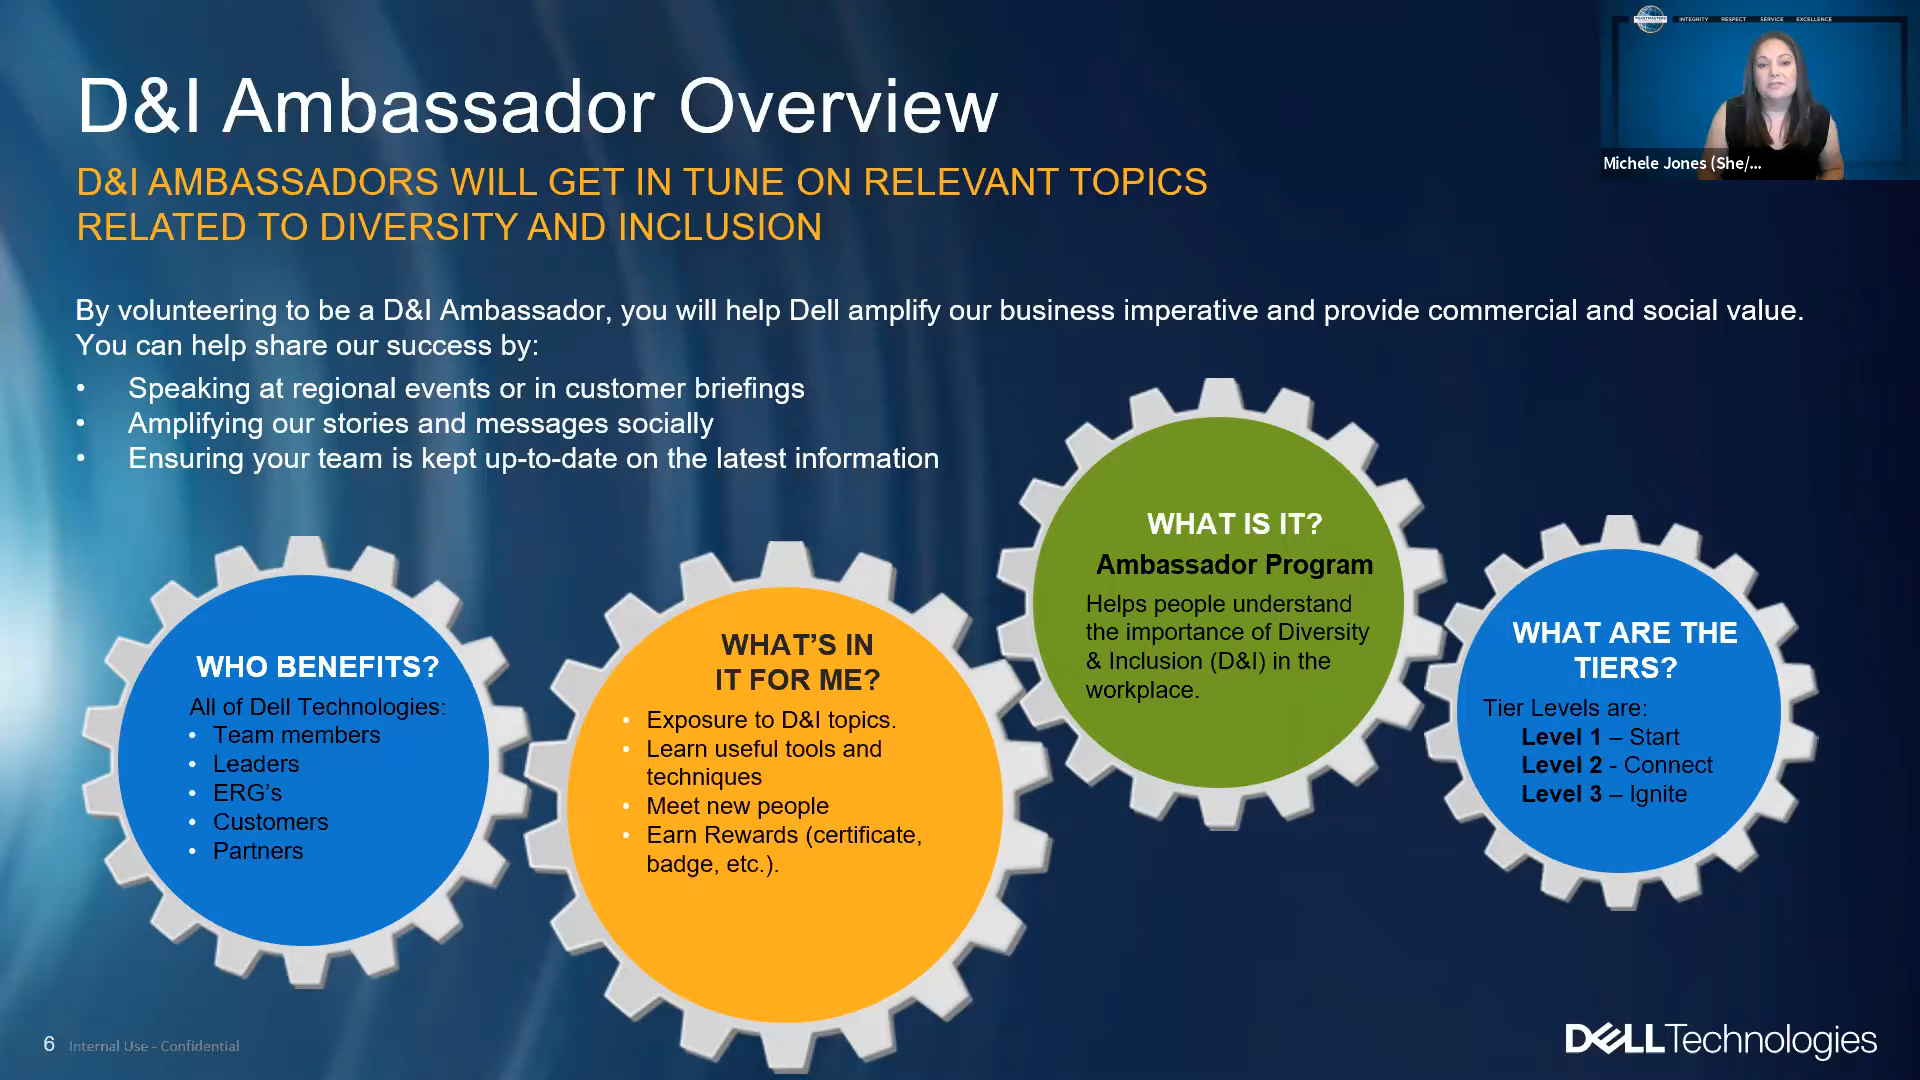 INTEGRITY RESPECT SERVICE EXCELLENCE
Michele Jones (She/...
D&I Ambassador Overview
D&I AMBASSADORS WILL GET IN TUNE ON RELEVANT TOPICS
RELATED TO DIVERSITY AND INCLUSION
By volunteering to be a D&I Ambassador, you will help Dell amplify our business imperative and provide commercial and social value.
You can help share our success by:
• Speaking at regional events or in customer briefings
• Amplifying our stories and messages socially
• Ensuring your team is kept up-to-date on the latest information
WHO BENEFITS?
All of Dell Technologies:
• Team members
• Leaders
• ERG’s
• Customers
• Partners
WHAT’S IN
IT FOR ME?
• Exposure to D&I topics.
• Learn useful tools and
techniques
• Meet new people
• Earn Rewards (certificate,
badge, etc.).
WHAT IS IT?
Ambassador Program
Helps people understand
the importance of Diversity
& Inclusion (D&I) in the
workplace.
WHAT ARE THE
TIERS?
Tier Levels are:
Level 1 – Start
Level 2 - Connect
Level 3 – Ignite
6 Internal Use - Confidential
DELL Technologies